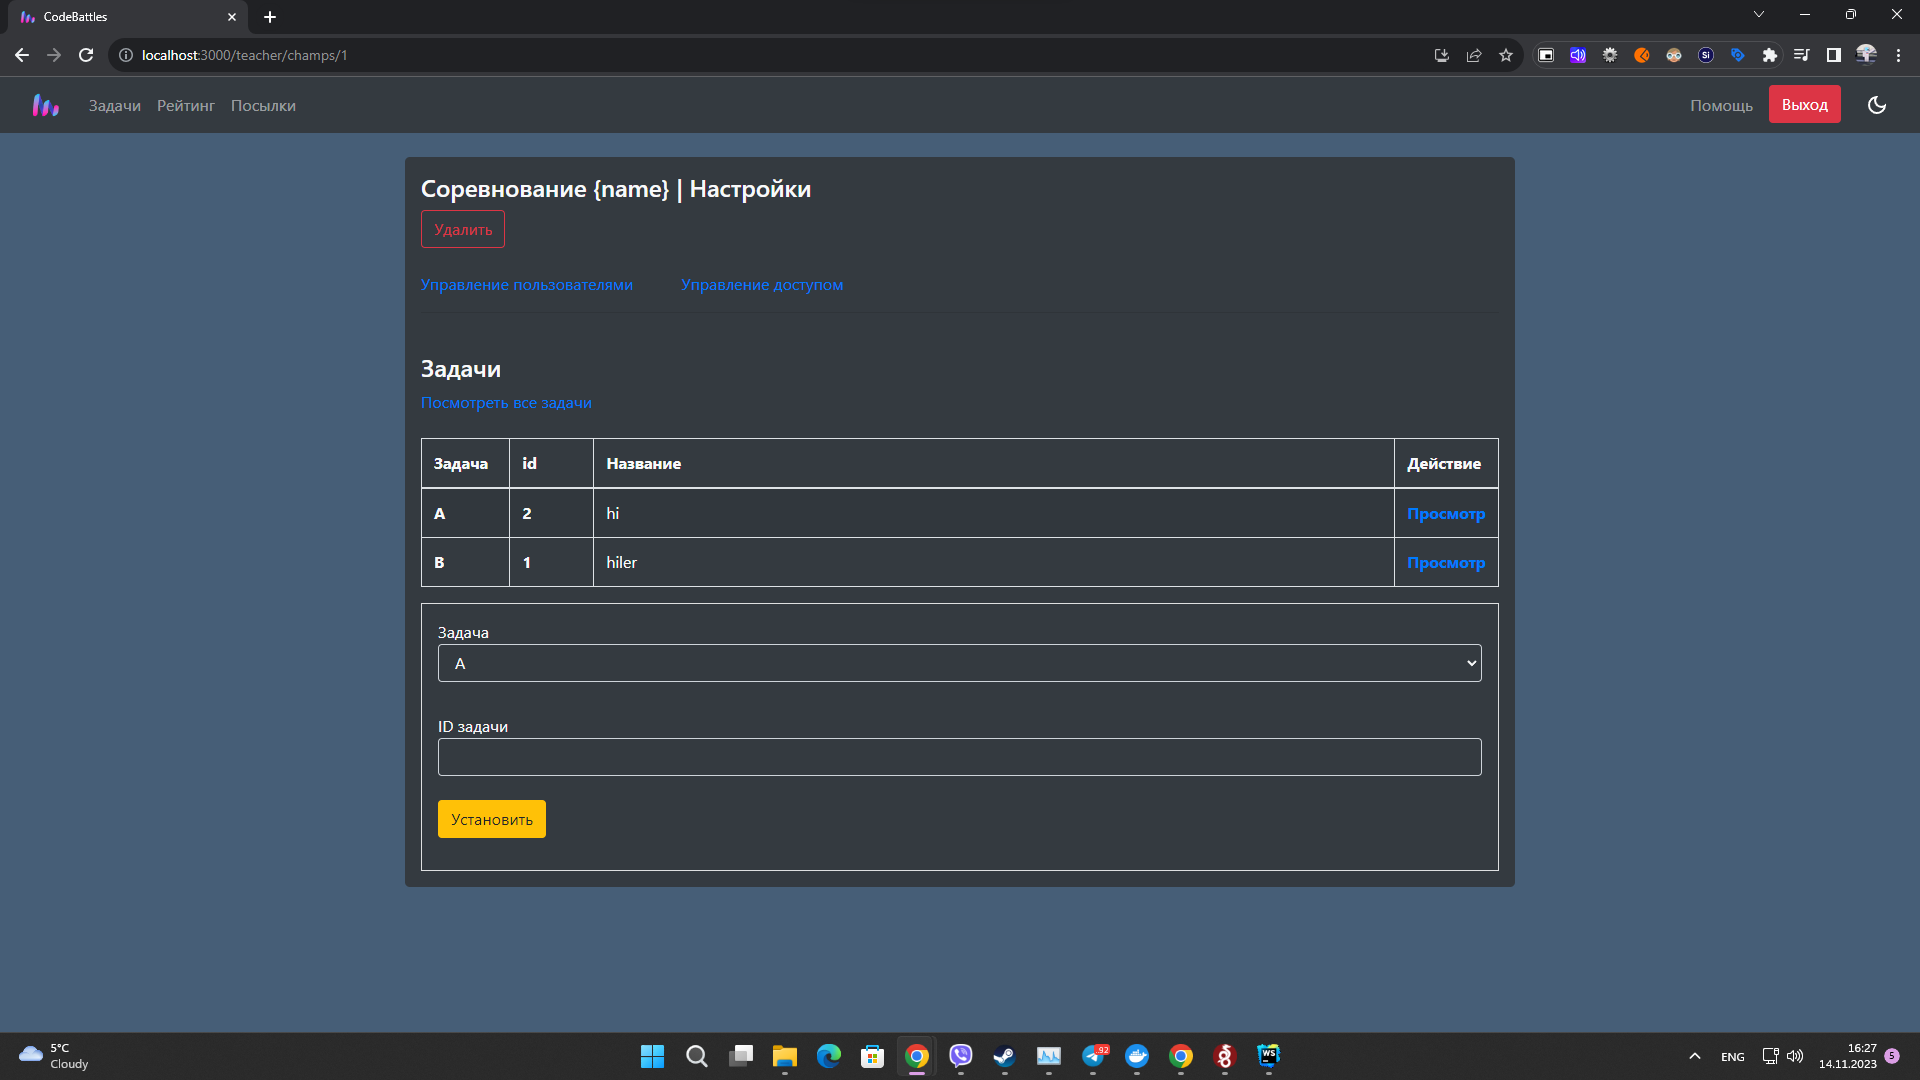 CodeBattles
localhost:3000/teacher/champs/1
Задачи Рейтинг Посылки Помощь Выход
Соревнование {name} | Настройки
Удалить
Управление пользователями Управление доступом
Задачи
Посмотреть все задачи
Задача id Название Действие
A 2 hi Просмотр
B 1 hiler Просмотр
Задача
A
ID задачи
Установить
5°C
Cloudy
92
WS
ENG
16:27
14.11.2023
5
Si